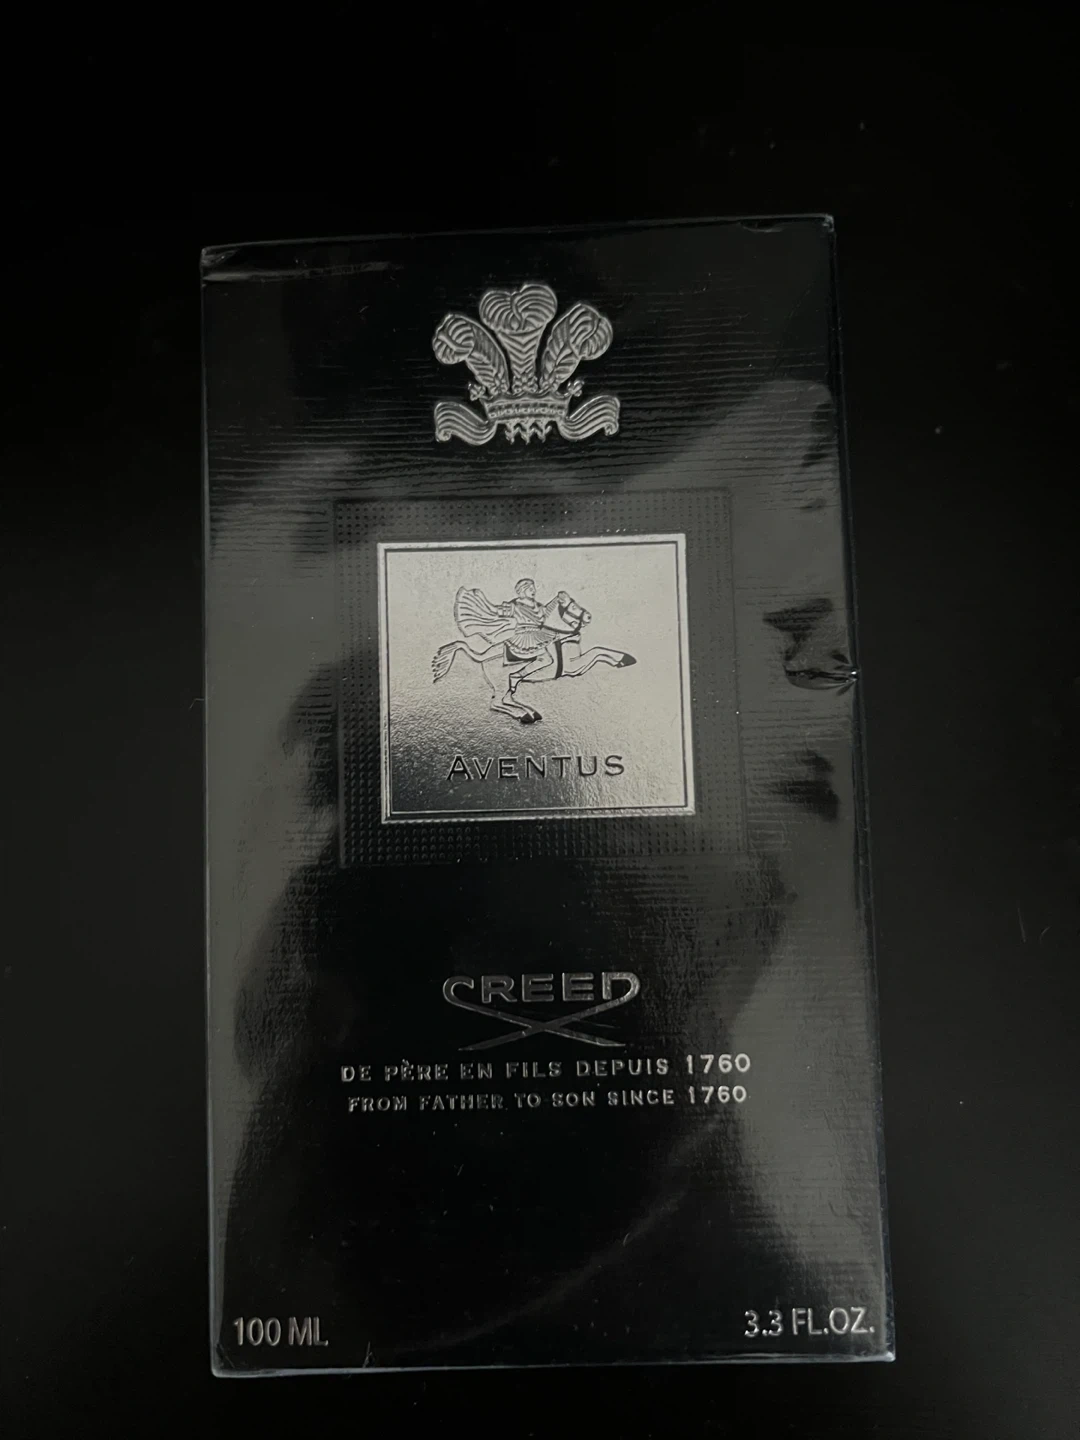 AVENTUS
CREED
DE PÈRE EN FILS DEPUIS 1760
FROM FATHER TO SON SINCE 1760
100 ML
3.3 FL.OZ.